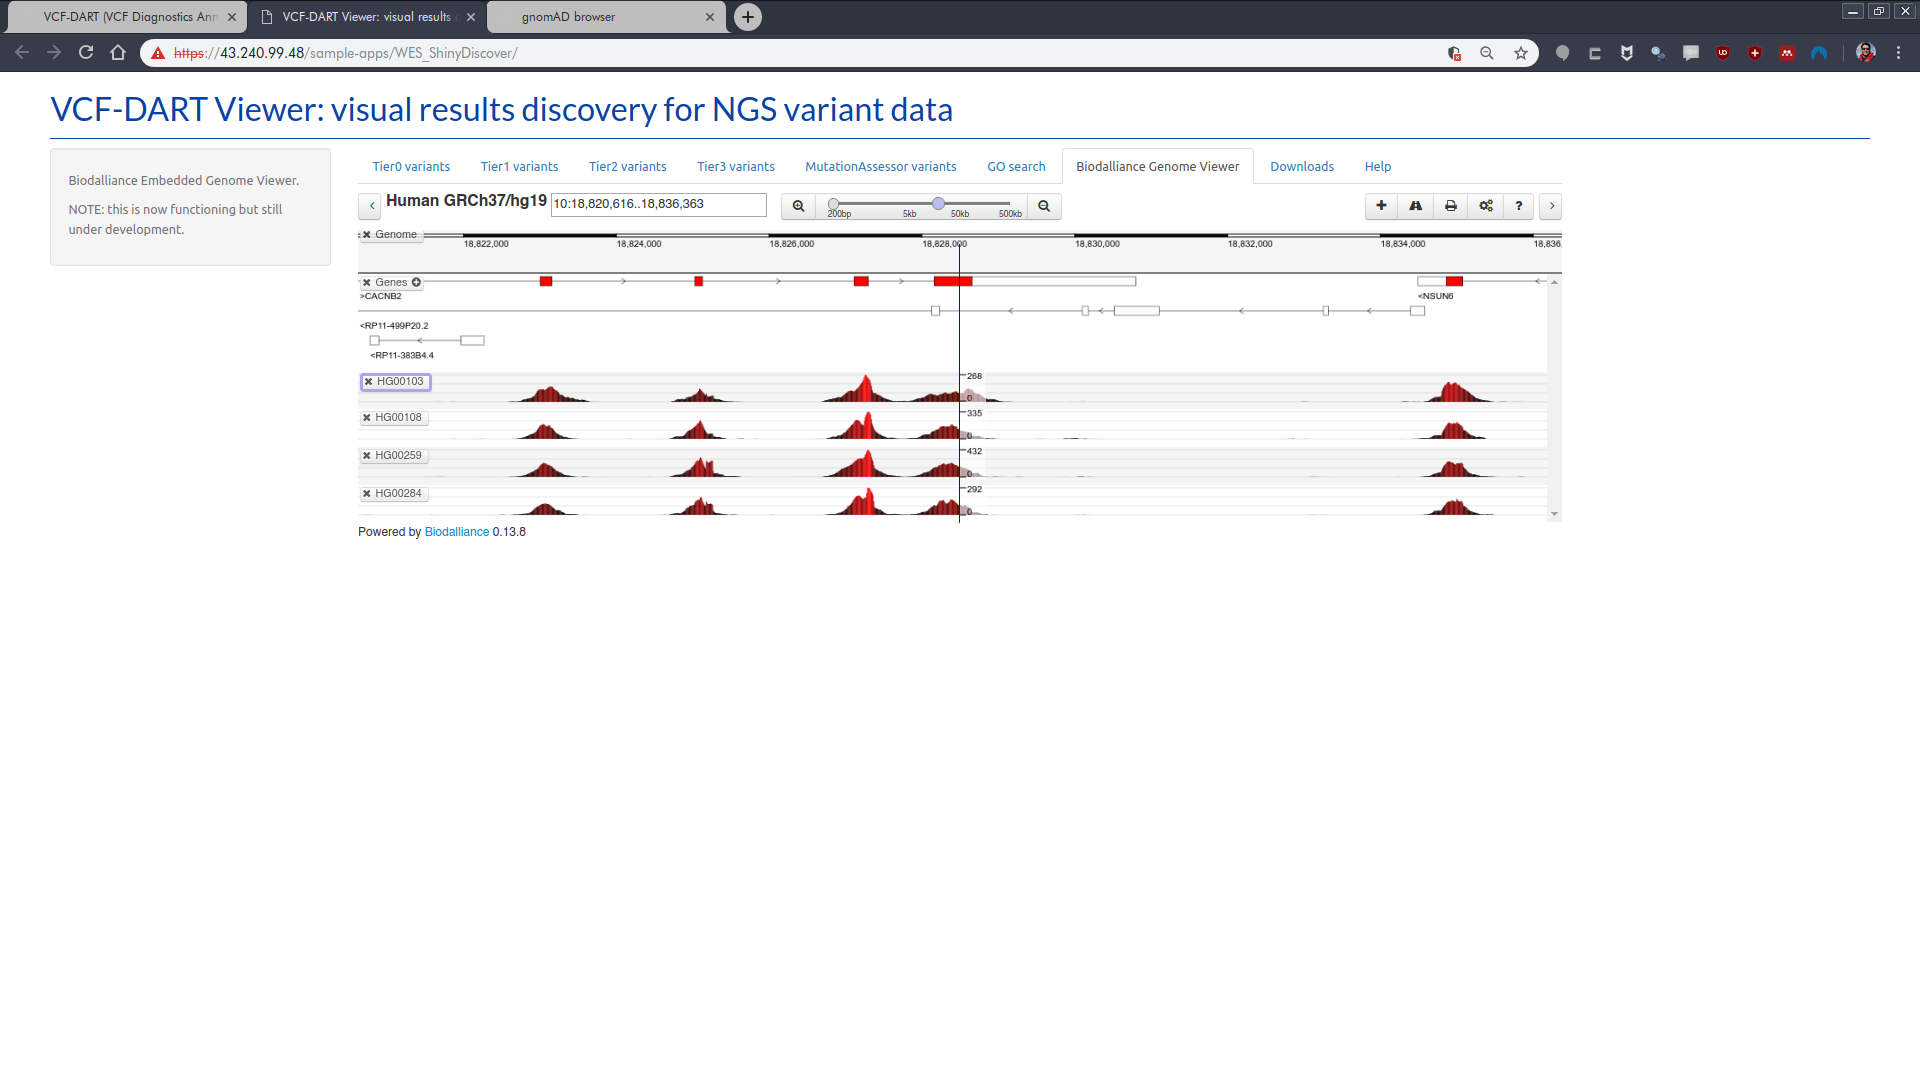 VCF-DART (VCF Diagnostics Ann
VCF-DART Viewer: visual results
gnomAD browser
https://43.240.99.48/sample-apps/WES_ShinyDiscover/
VCF-DART Viewer: visual results discovery for NGS variant data
Biodalliance Embedded Genome Viewer.
NOTE: this is now functioning but still
under development.
Tier0 variants Tier1 variants Tier2 variants Tier3 variants MutationAssessor variants GO search Biodalliance Genome Viewer Downloads Help
Human GRCh37/hg19 10:18,820,616..18,836,363
200bp 5kb 50kb 500kb
Genome
18,822,000 18,824,000 18,826,000 18,828,000 18,830,000 18,832,000 18,834,000 18,836,
Genes
>CACNB2 <NSUN6
<RP11-499P20.2
<RP11-383B4.4
HG00103 268
0
HG00108 335
0
HG00259 432
0
HG00284 292
0
Powered by Biodalliance 0.13.8